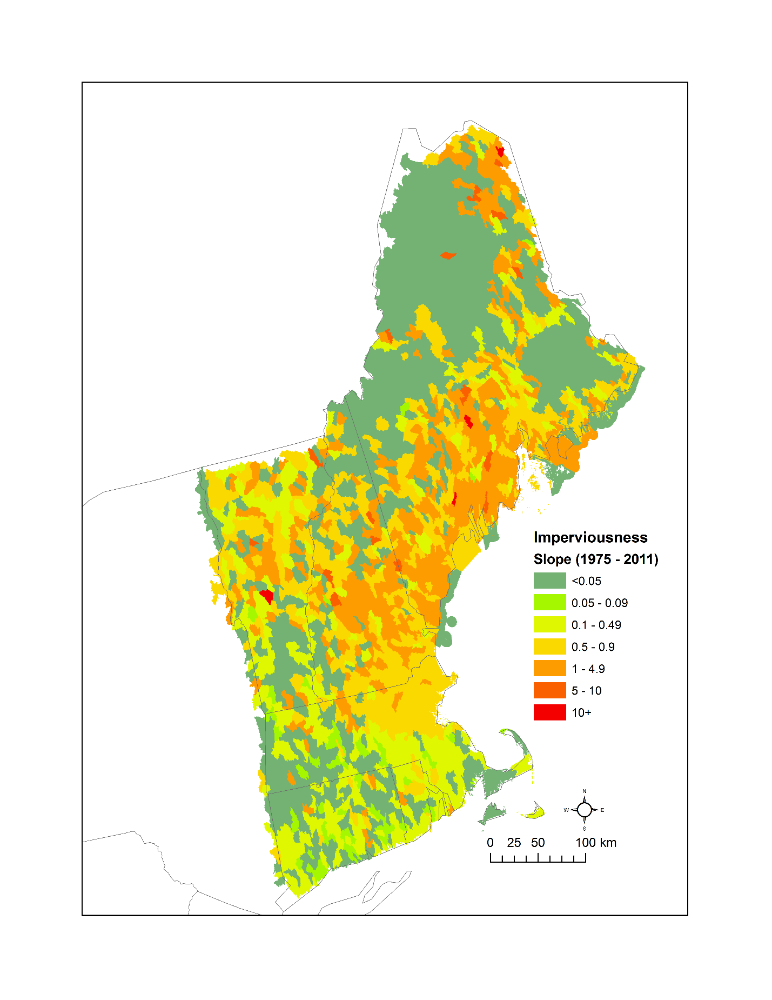 Imperviousness
Slope (1975 - 2011)
<0.05
0.05 - 0.09
0.1 - 0.49
0.5 - 0.9
1 - 4.9
5 - 10
10+
N
W E
S
0 25 50 100 km